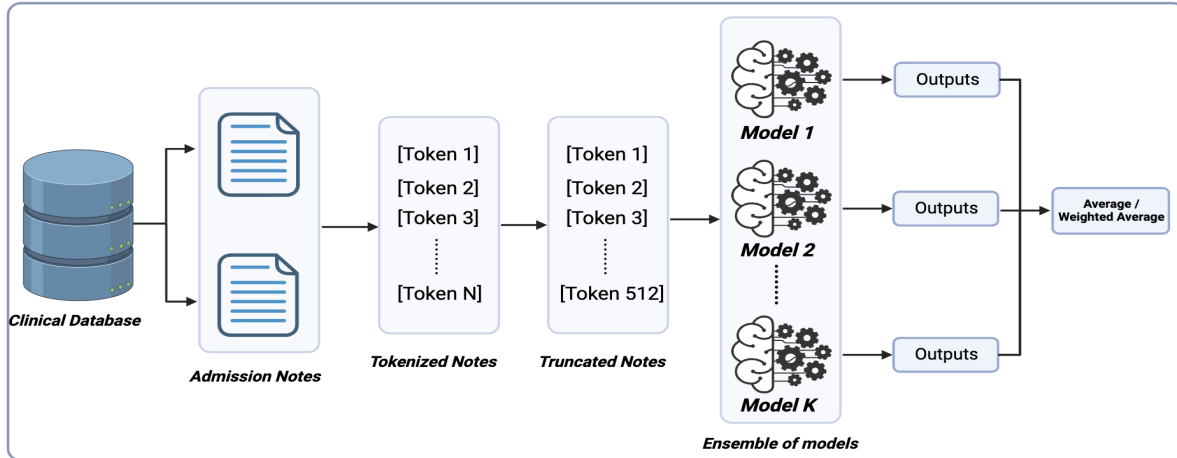 Clinical Database
Admission Notes
[Token 1]
[Token 2]
[Token 3]
[Token N]
Tokenized Notes
[Token 1]
[Token 2]
[Token 3]
[Token 512]
Truncated Notes
Model 1
Model 2
Model K
Ensemble of models
Outputs
Outputs
Outputs
Average /
Weighted Average